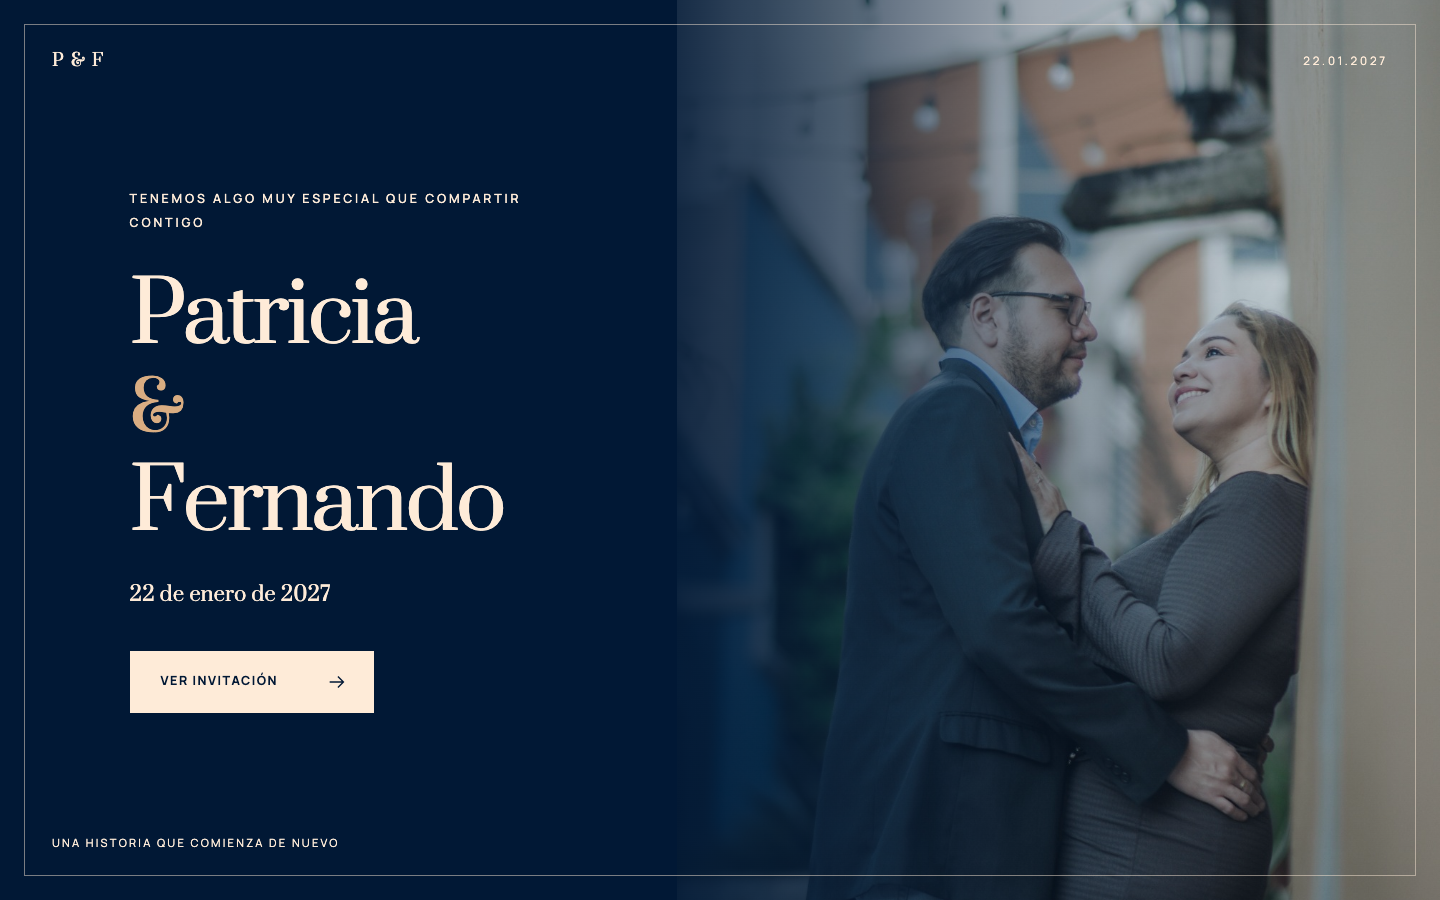 P & F
22.01.2027
TENEMOS ALGO MUY ESPECIAL QUE COMPARTIR
CONTIGO
Patricia
&
Fernando
22 de enero de 2027
VER INVITACIÓN →
UNA HISTORIA QUE COMIENZA DE NUEVO